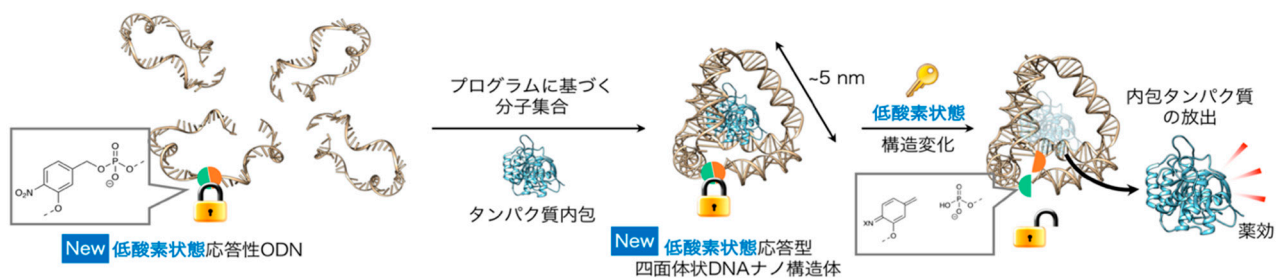 O₂N
O
O
P
O
O
⊖
New 低酸素状態応答性ODN
プログラムに基づく
分子集合
タンパク質内包
~5 nm
New 低酸素状態応答型
四面体状DNAナノ構造体
低酸素状態
構造変化
XN
O
HO
P
O
O
O
⊖
内包タンパク質
の放出
薬効